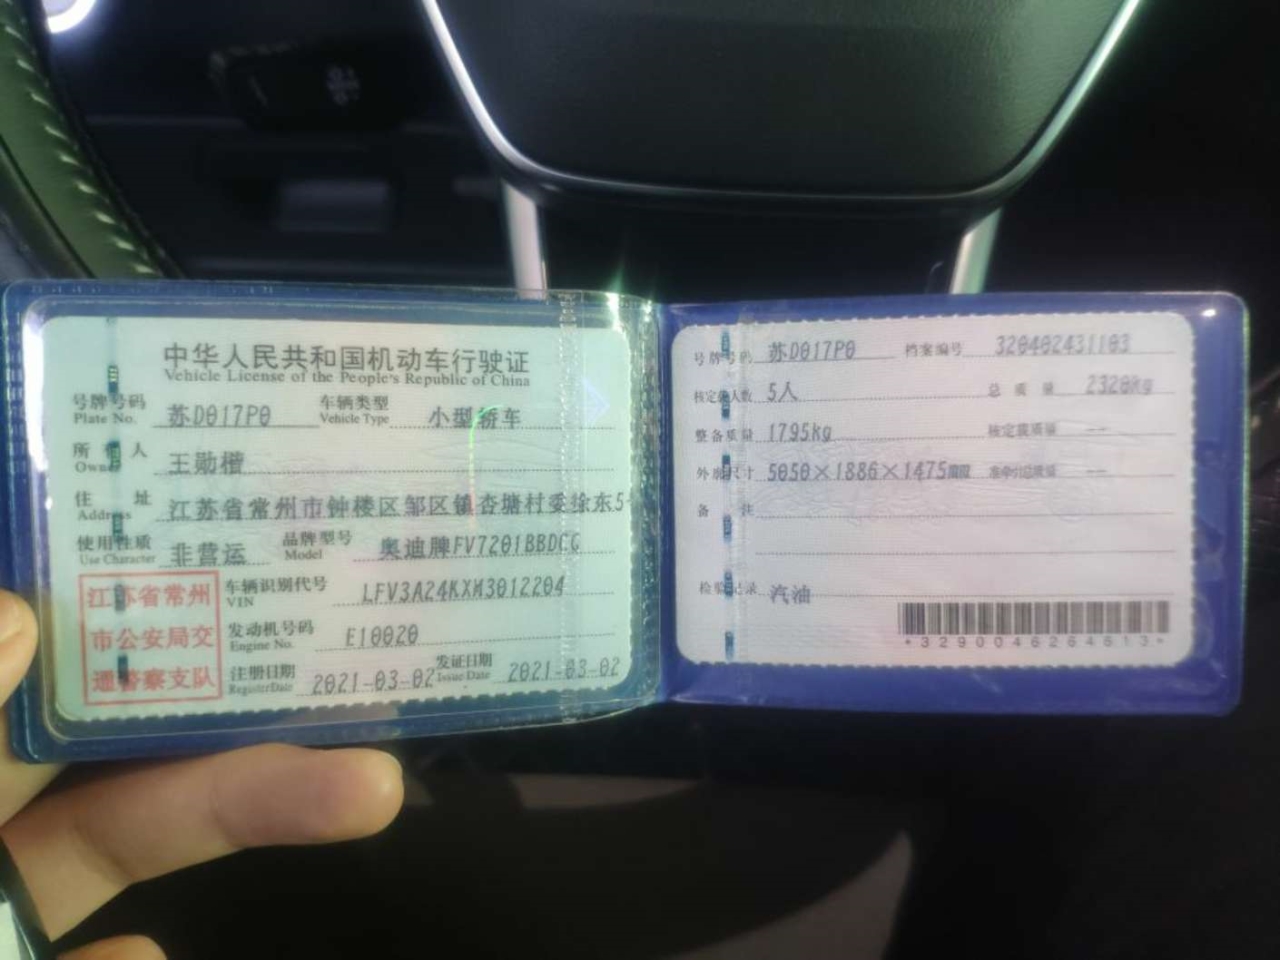 中华人民共和国机动车行驶证
Vehicle License of the People's Republic of China
号牌号码 苏D017P0 车辆类型 小型轿车
Plate No. Vehicle Type
所 有 人 王勋楷
Owner
住 址 江苏省常州市钟楼区邹区镇杏塘村委徐东5
Address
使用性质 非营运 品牌型号 奥迪牌FV7201BBDCG
Use Character Model
江苏省常州
市公安局交
通警察支队
车辆识别代号 LFV3A24KXM3012204
VIN
发动机号码 E10020
Engine No.
注册日期 2021-03-02 发证日期 2021-03-02
Register Date Issue Date
号牌号码 苏D017P0 档案编号 320402431103
核定载人数 5人 总 质 量 2320kg
整备质量 1795kg 核定载质量 --
外廓尺寸 5050×1886×1475mm 准牵引总质量 --
备 注
检验记录 汽油
*3290046264513*